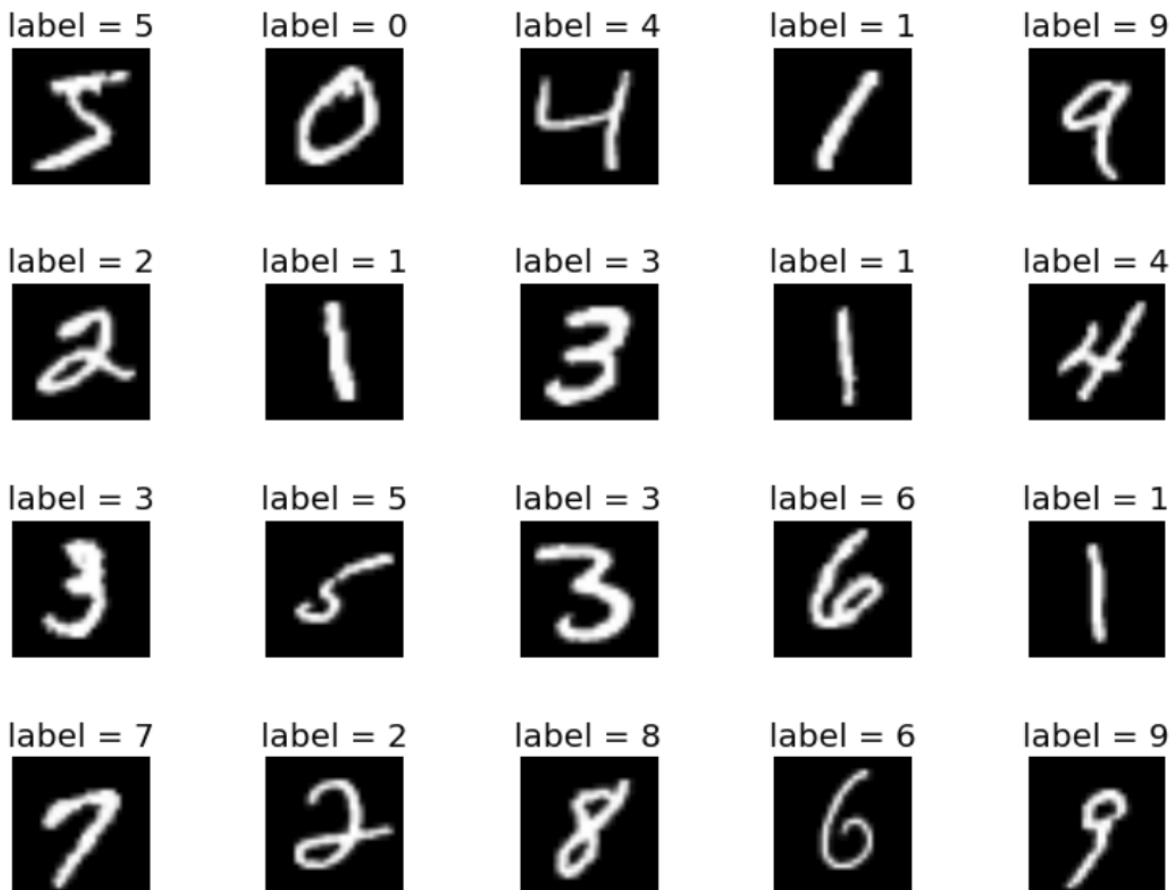 label = 5 label = 0 label = 4 label = 1 label = 9
5 0 4 1 9
label = 2 label = 1 label = 3 label = 1 label = 4
2 1 3 1 4
label = 3 label = 5 label = 3 label = 6 label = 1
3 5 3 6 1
label = 7 label = 2 label = 8 label = 6 label = 9
7 2 8 6 9